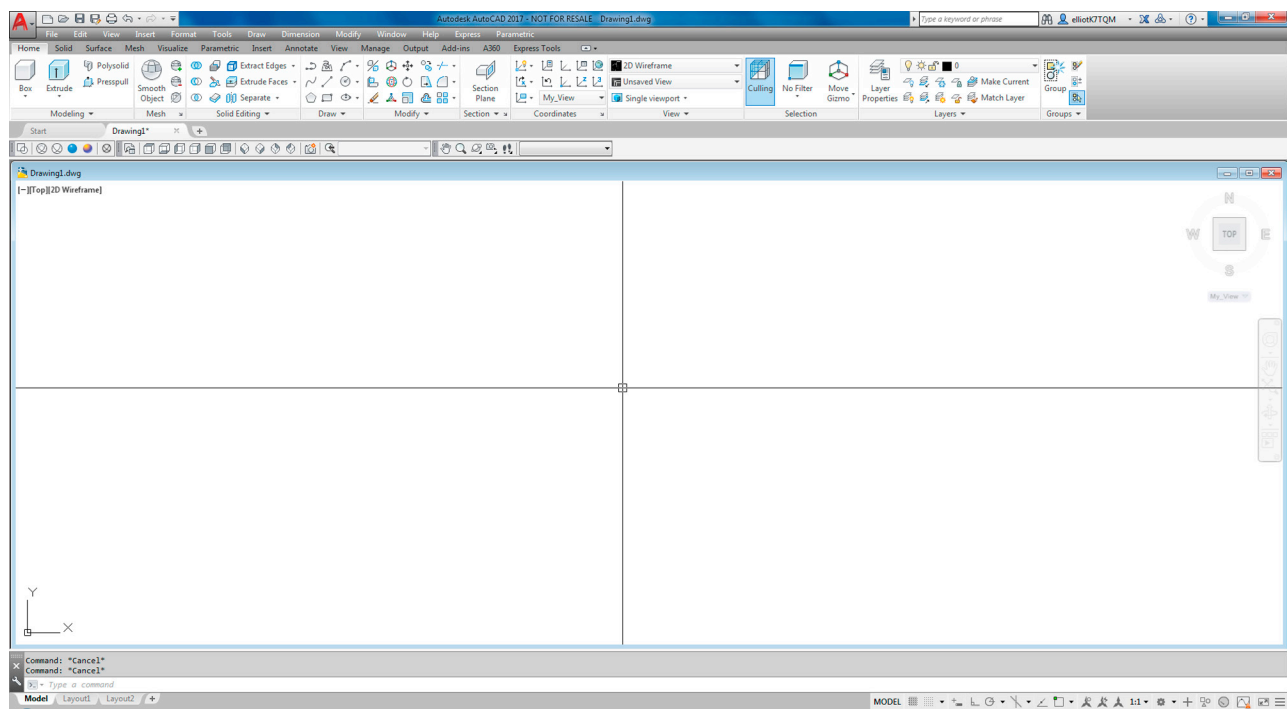 Autodesk AutoCAD 2017 - NOT FOR RESALE Drawing1.dwg
Type a keyword or phrase
elliotK7TQM
File Edit View Insert Format Tools Draw Dimension Modify Window Help Express Parametric
Home Solid Surface Mesh Visualize Parametric Insert Annotate View Manage Output Add-ins A360 Express Tools
Polysolid
Extract Edges
2D Wireframe
0
Presspull
Extrude Faces
Unsaved View
Make Current
Box
Extrude
Smooth Object
Separate
Section Plane
My_View
Single viewport
Culling
No Filter
Move Gizmo
Layer Properties
Match Layer
Group
Modeling
Mesh
Solid Editing
Draw
Modify
Section
Coordinates
View
Selection
Layers
Groups
Start Drawing1* +
Drawing1.dwg
[−][Top][2D Wireframe]
N
W TOP E
S
My_View
Y
X
Command: *Cancel*
Command: *Cancel*
Type a command
Model Layout1 Layout2 +
MODEL 1:1